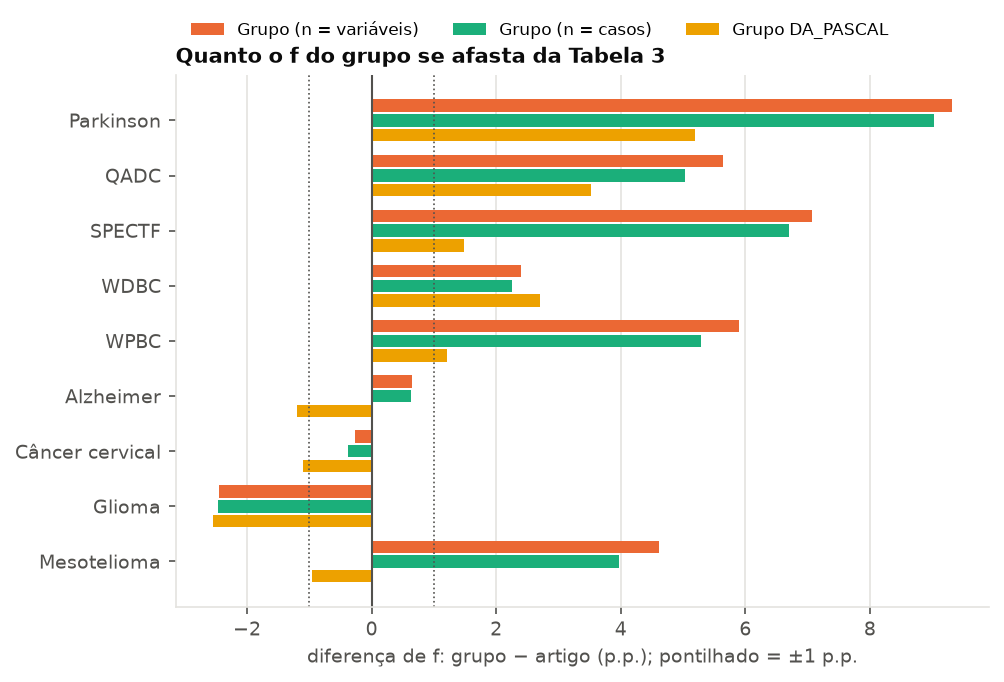 Grupo (n = variáveis) Grupo (n = casos) Grupo DA_PASCAL
Quanto o f do grupo se afasta da Tabela 3
Parkinson
QADC
SPECTF
WDBC
WPBC
Alzheimer
Câncer cervical
Glioma
Mesotelioma
−2 0 2 4 6 8
diferença de f: grupo − artigo (p.p.); pontilhado = ±1 p.p.